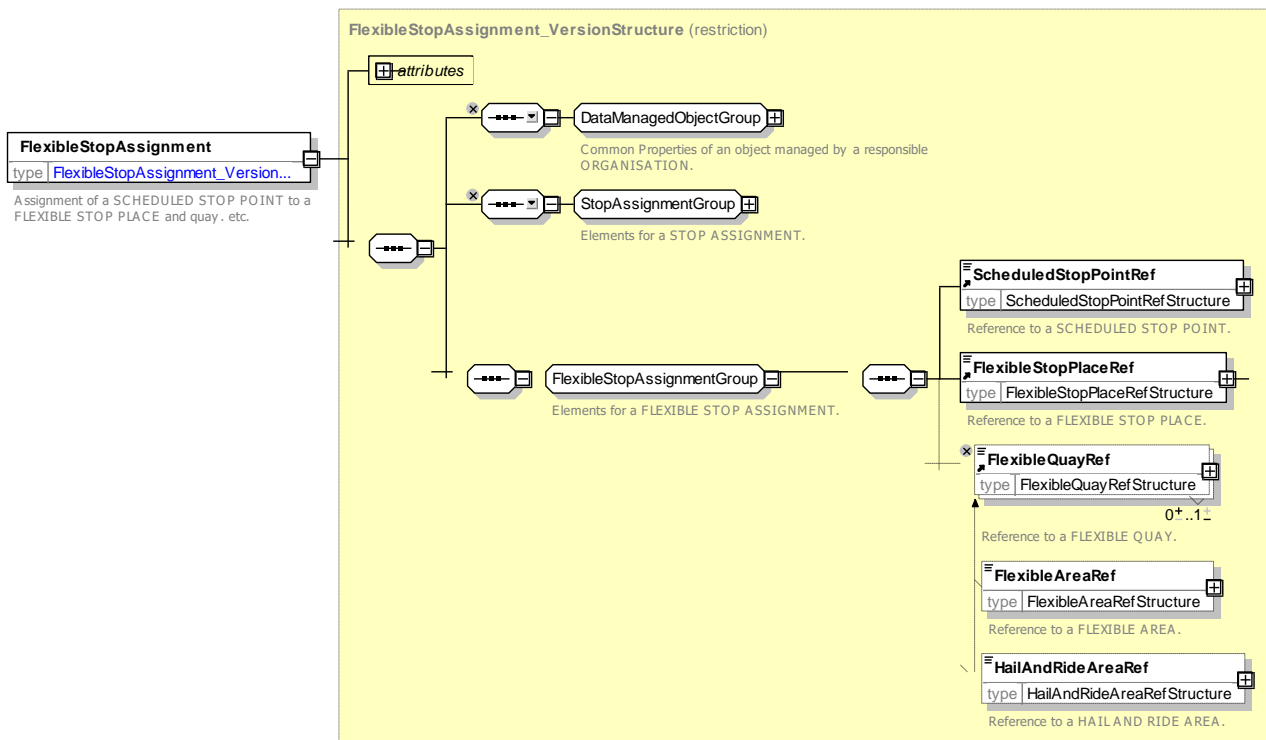 FlexibleStopAssignment_VersionStructure (restriction)
attributes
DataManagedObjectGroup
Common Properties of an object managed by a responsible
ORGANISATION.
FlexibleStopAssignment
type FlexibleStopAssignment_Version...
Assignment of a SCHEDULED STOP POINT to a
FLEXIBLE STOP PLACE and quay. etc.
StopAssignmentGroup
Elements for a STOP ASSIGNMENT.
ScheduledStopPointRef
type ScheduledStopPointRefStructure
Reference to a SCHEDULED STOP POINT.
FlexibleStopAssignmentGroup
Elements for a FLEXIBLE STOP ASSIGNMENT.
FlexibleStopPlaceRef
type FlexibleStopPlaceRefStructure
Reference to a FLEXIBLE STOP PLACE.
FlexibleQuayRef
type FlexibleQuayRefStructure
0±..1±
Reference to a FLEXIBLE QUAY.
FlexibleAreaRef
type FlexibleAreaRefStructure
Reference to a FLEXIBLE AREA.
HailAndRideAreaRef
type HailAndRideAreaRefStructure
Reference to a HAIL AND RIDE AREA.